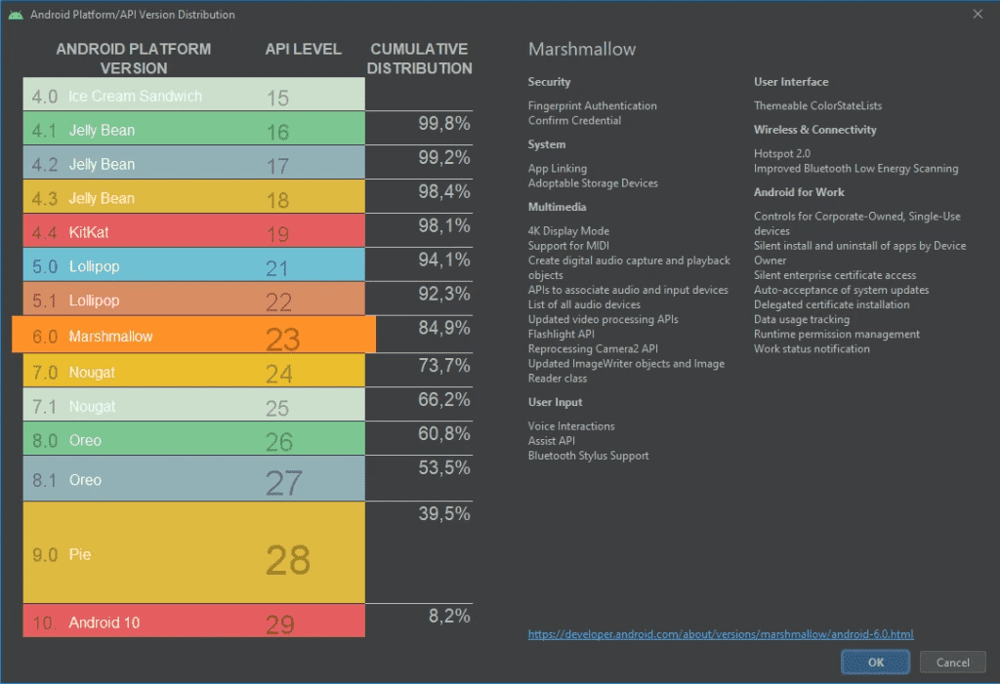 Android Platform/API Version Distribution
ANDROID PLATFORM
VERSION
API LEVEL
CUMULATIVE
DISTRIBUTION
4.0 Ice Cream Sandwich 15
4.1 Jelly Bean 16 99,8%
4.2 Jelly Bean 17 99,2%
4.3 Jelly Bean 18 98,4%
4.4 KitKat 19 98,1%
5.0 Lollipop 21 94,1%
5.1 Lollipop 22 92,3%
6.0 Marshmallow 23 84,9%
7.0 Nougat 24 73,7%
7.1 Nougat 25 66,2%
8.0 Oreo 26 60,8%
8.1 Oreo 27 53,5%
9.0 Pie 28 39,5%
10. Android 10 29 8,2%
Marshmallow
Security
Fingerprint Authentication
Confirm Credential
System
App Linking
Adoptable Storage Devices
Multimedia
4K Display Mode
Support for MIDI
Create digital audio capture and playback
objects
APIs to associate audio and input devices
List of all audio devices
Updated video processing APIs
Flashlight API
Reprocessing Camera2 API
Updated ImageWriter objects and Image
Reader class
User Input
Voice Interactions
Assist API
Bluetooth Stylus Support
User Interface
Themeable ColorStateLists
Wireless & Connectivity
Hotspot 2.0
Improved Bluetooth Low Energy Scanning
Android for Work
Controls for Corporate-Owned, Single-Use
devices
Silent install and uninstall of apps by Device
Owner
Silent enterprise certificate access
Auto-acceptance of system updates
Delegated certificate installation
Data usage tracking
Runtime permission management
Work status notification
https://developer.android.com/about/versions/marshmallow/android-6.0.html
OK
Cancel